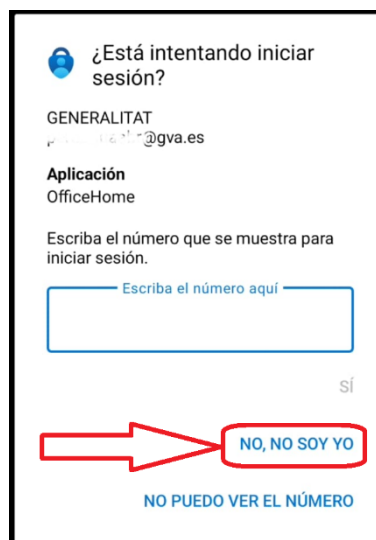 ¿Está intentando iniciar
sesión?
GENERALITAT
@gva.es
Aplicación
OfficeHome
Escriba el número que se muestra para
iniciar sesión.
Escriba el número aquí
SÍ
NO, NO SOY YO
NO PUEDO VER EL NÚMERO